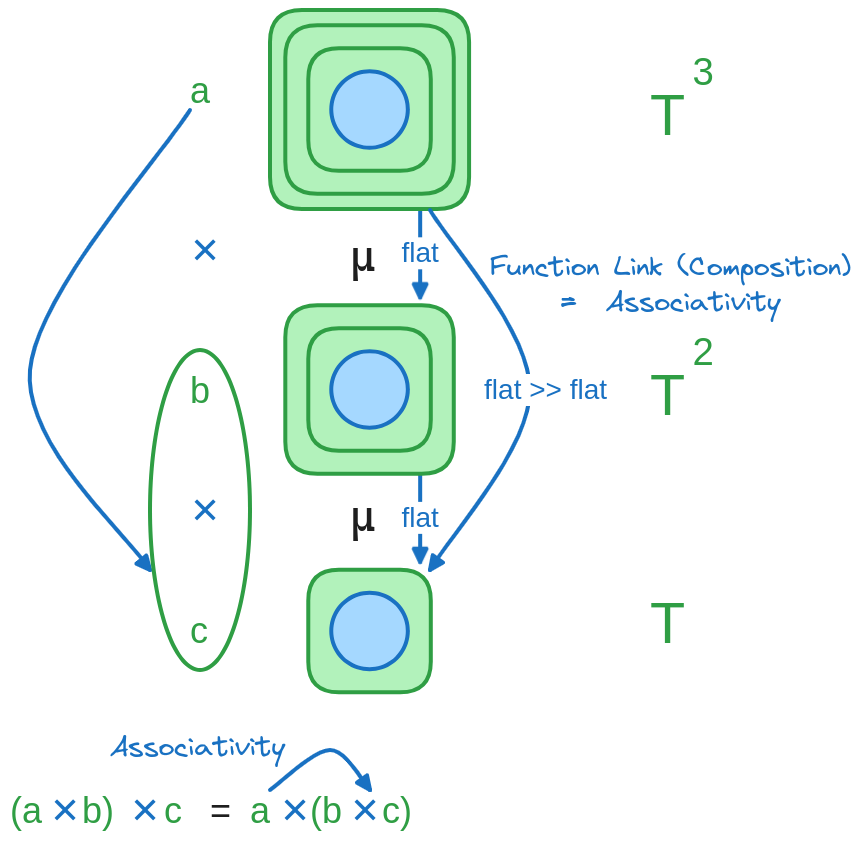 a
T 3
×
μ flat
Function Link (Composition)
= Associativity
b
flat >> flat
T 2
×
μ flat
c
T
Associativity
(a × b) × c = a × (b × c)